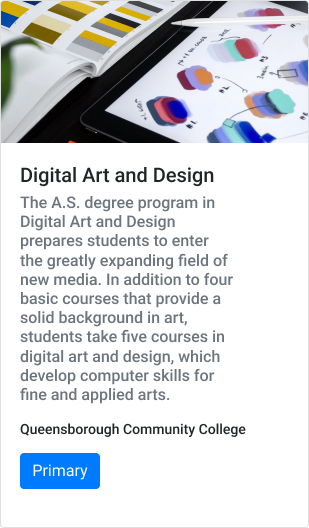 Digital Art and Design
The A.S. degree program in
Digital Art and Design
prepares students to enter
the greatly expanding field of
new media. In addition to four
basic courses that provide a
solid background in art,
students take five courses in
digital art and design, which
develop computer skills for
fine and applied arts.
Queensborough Community College
Primary